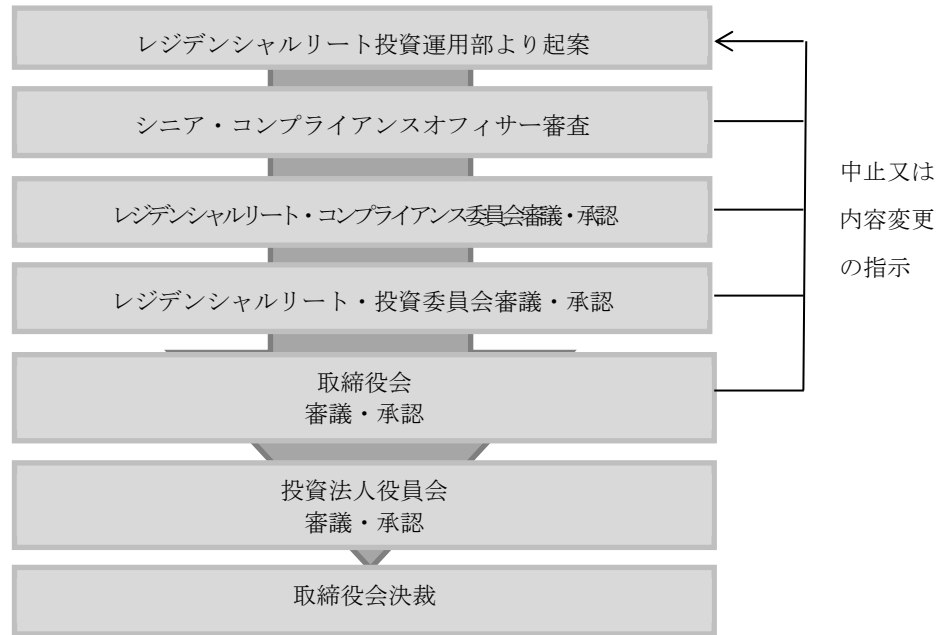 レジデンシャルリート投資運用部より起案
シニア・コンプライアンスオフィサー審査
レジデンシャルリート・コンプライアンス委員会審議・承認
レジデンシャルリート・投資委員会審議・承認
取締役会
審議・承認
投資法人役員会
審議・承認
取締役会決裁
中止又は
内容変更
の指示